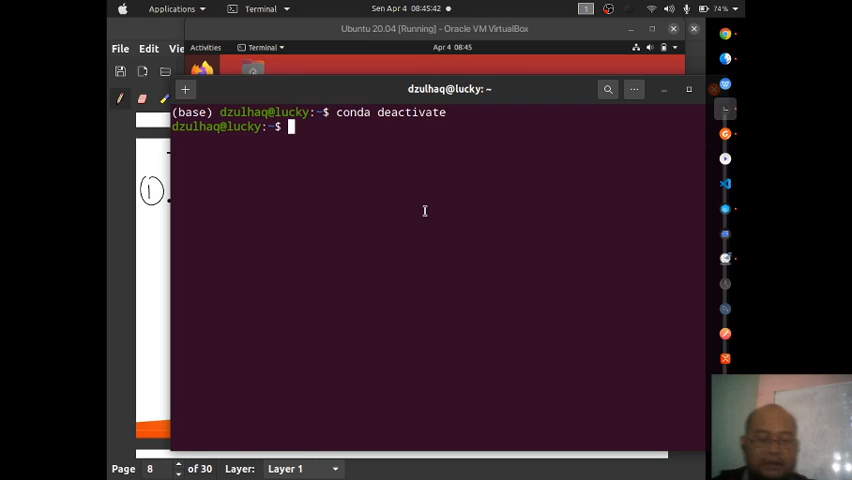 Applications
Terminal
Sen Apr 4 08:45:42
1
74%
Ubuntu 20.04 [Running] - Oracle VM VirtualBox
File Edit
Activities
Terminal
Apr 4 08:45
dzulhaq@lucky: ~
(base) dzulhaq@lucky:~$ conda deactivate
dzulhaq@lucky:~$
1
Page 8 of 30 Layer: Layer 1